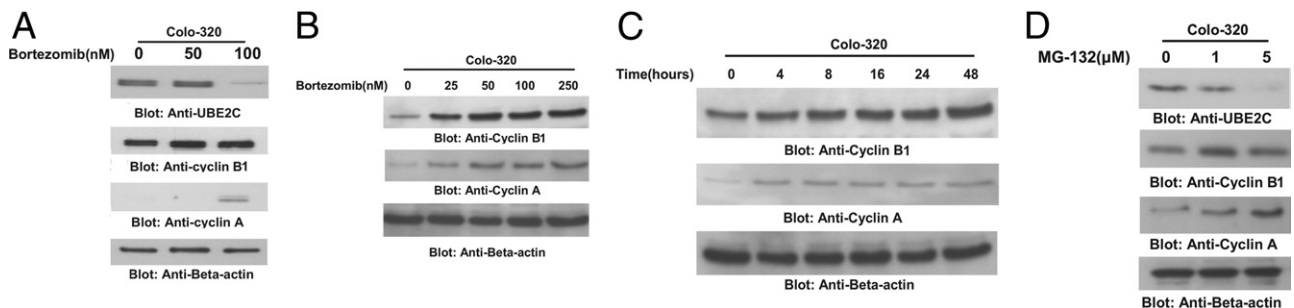 A
Colo-320
Bortezomib(nM) 0 50 100
Blot: Anti-UBE2C
Blot: Anti-cyclin B1
Blot: Anti-cyclin A
Blot: Anti-Beta-actin
B
Colo-320
Bortezomib(nM) 0 25 50 100 250
Blot: Anti-Cyclin B1
Blot: Anti-Cyclin A
Blot: Anti-Beta-actin
C
Colo-320
Time(hours) 0 4 8 16 24 48
Blot: Anti-Cyclin B1
Blot: Anti-Cyclin A
Blot: Anti-Beta-actin
D
Colo-320
MG-132(µM) 0 1 5
Blot: Anti-UBE2C
Blot: Anti-Cyclin B1
Blot: Anti-Cyclin A
Blot: Anti-Beta-actin